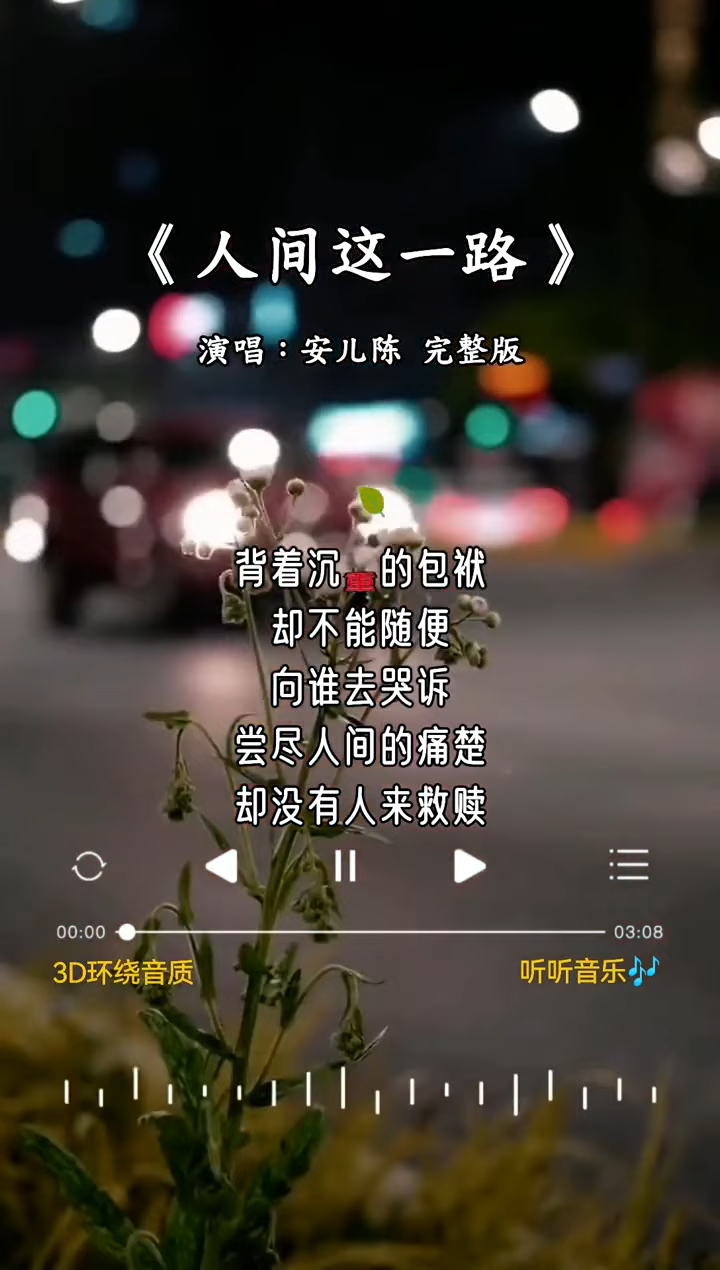 《人间这一路》
演唱：安儿陈 完整版
背着沉重的包袱
却不能随便
向谁去哭诉
尝尽人间的痛楚
却没有人来救赎
00:00 03:08
3D环绕音质 听听音乐🎶